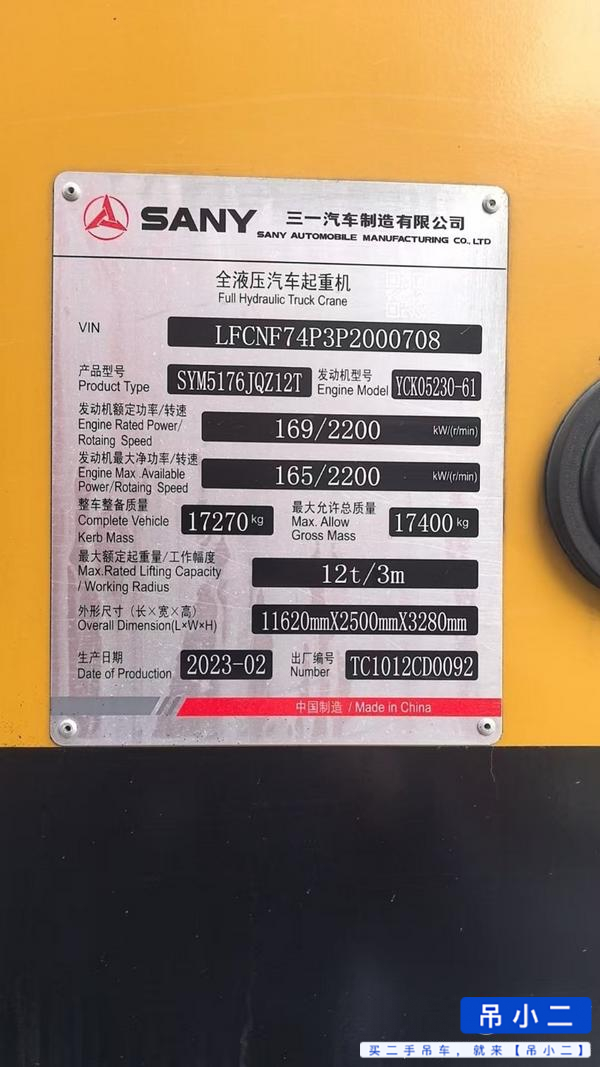 SANY 三一汽车制造有限公司
SANY AUTOMOBILE MANUFACTURING CO., LTD
全液压汽车起重机
Full Hydraulic Truck Crane
VIN LFCNF74P3P2000708
产品型号 发动机型号
Product Type SYM5176JQZ12T Engine Model YCK05230-61
发动机额定功率/转速
Engine Rated Power/ 169/2200 kW/(r/min)
Rotaing Speed
发动机最大净功率/转速
Engine Max .Available 165/2200 kW/(r/min)
Power/Rotaing Speed
整车整备质量 最大允许总质量
Complete Vehicle 17270 kg Max. Allow 17400 kg
Kerb Mass Gross Mass
最大额定起重量/工作幅度
Max.Rated Lifting Capacity 12t/3m
/ Working Radius
外形尺寸（长×宽×高）
Overall Dimension(L×W×H) 11620mmX2500mmX3280mm
生产日期 出厂编号
Date of Production 2023-02 Number TC1012CD0092
中国制造 / Made in China
吊小二
买二手吊车，就来【吊小二】